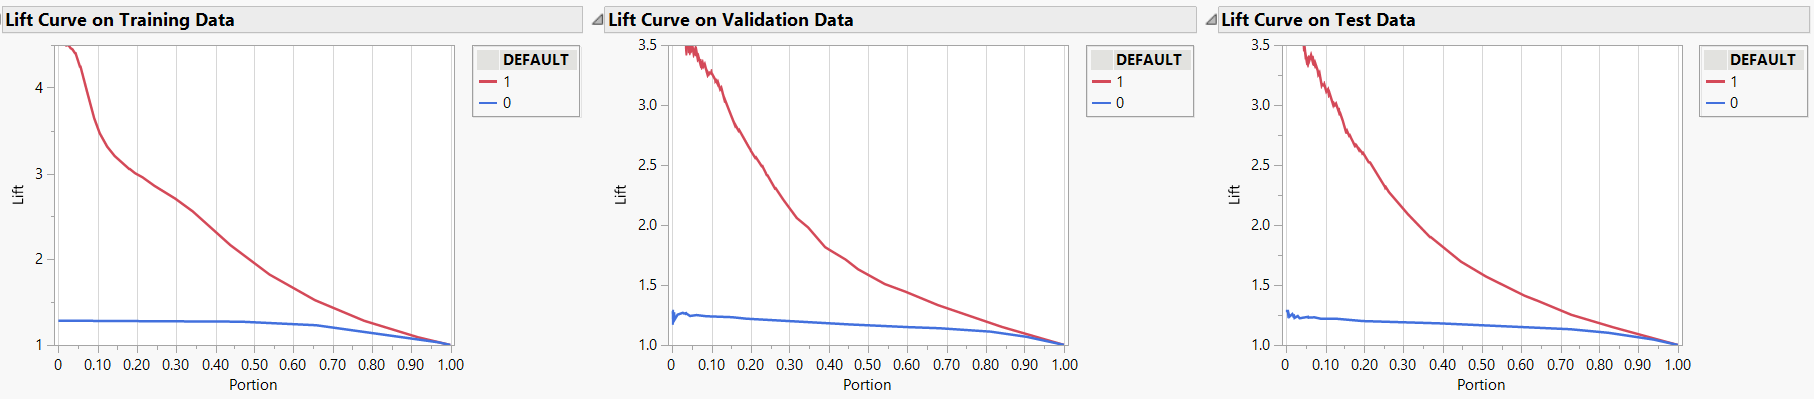 Lift Curve on Training Data
4
3
2
1
Lift
0 0.10 0.20 0.30 0.40 0.50 0.60 0.70 0.80 0.90 1.00
Portion
DEFAULT
1
0
Lift Curve on Validation Data
3.5
3.0
2.5
2.0
1.5
1.0
Lift
0 0.10 0.20 0.30 0.40 0.50 0.60 0.70 0.80 0.90 1.00
Portion
DEFAULT
1
0
Lift Curve on Test Data
3.5
3.0
2.5
2.0
1.5
1.0
Lift
0 0.10 0.20 0.30 0.40 0.50 0.60 0.70 0.80 0.90 1.00
Portion
DEFAULT
1
0